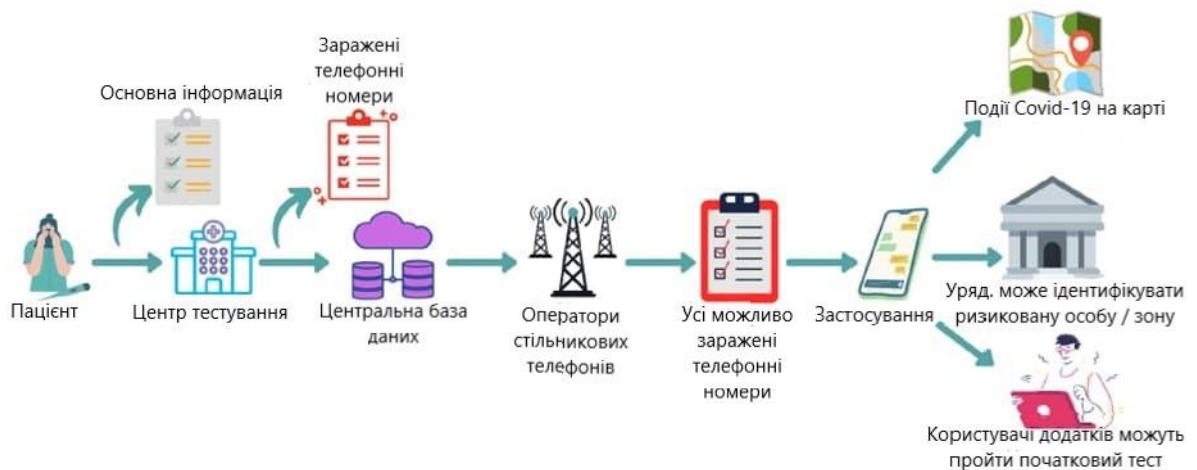 Основна інформація
Заражені
телефонні
номери
Події Covid-19 на карті
Пацієнт
Центр тестування
Центральна база
даних
Оператори
стільникових
телефонів
Усі можливо
заражені
телефонні
номери
Застосування
Уряд. може ідентифікувати
ризиковану особу / зону
Користувачі додатків можуть
пройти початковий тест